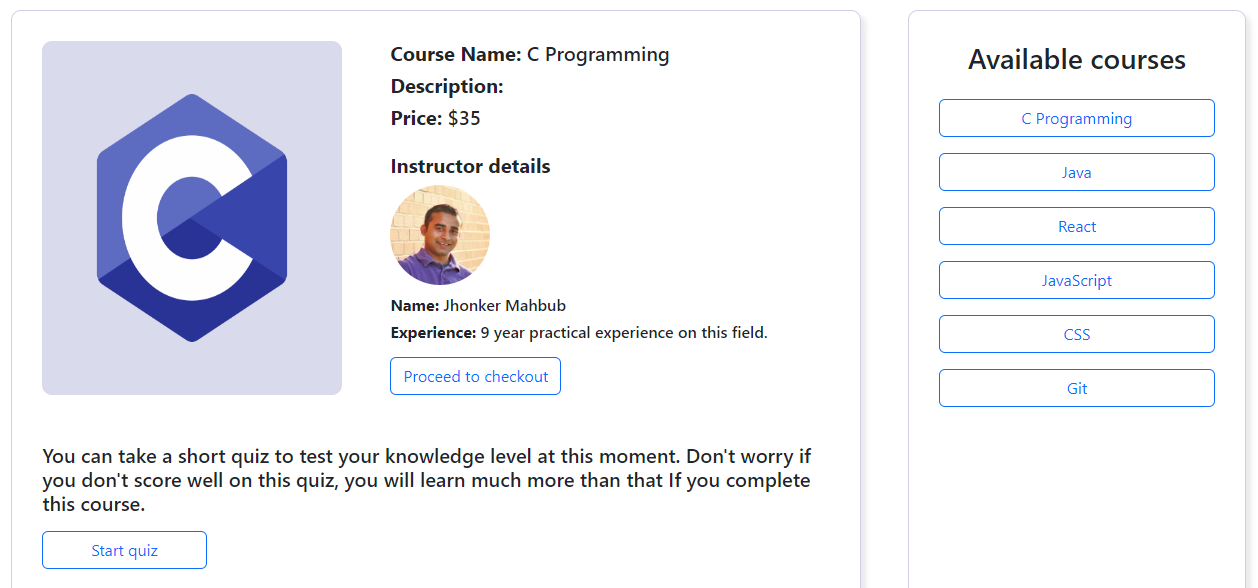 Course Name: C Programming
Description:
Price: $35
Instructor details
Name: Jhonker Mahbub
Experience: 9 year practical experience on this field.
Proceed to checkout
You can take a short quiz to test your knowledge level at this moment. Don't worry if
you don't score well on this quiz, you will learn much more than that If you complete
this course.
Start quiz
Available courses
C Programming
Java
React
JavaScript
CSS
Git